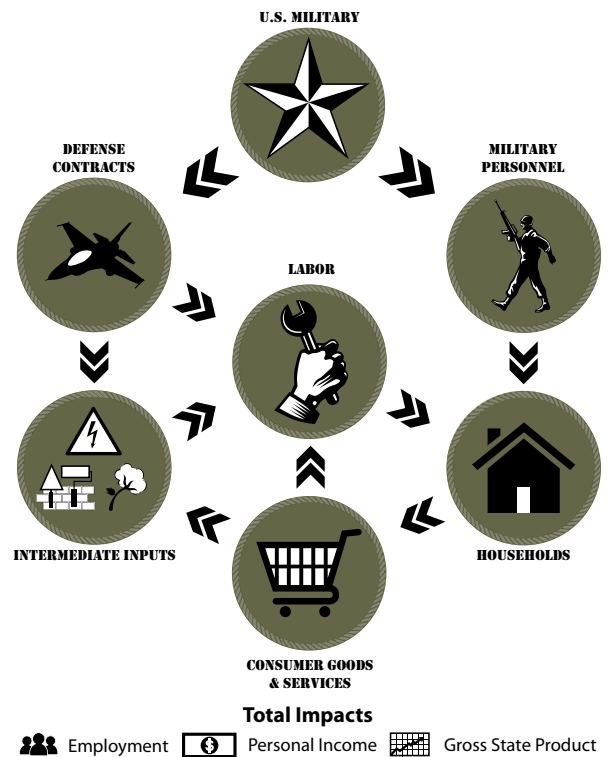 U.S. MILITARY
DEFENSE
CONTRACTS
MILITARY
PERSONNEL
LABOR
INTERMEDIATE INPUTS
HOUSEHOLDS
CONSUMER GOODS
& SERVICES
Total Impacts
Employment
Personal Income
Gross State Product